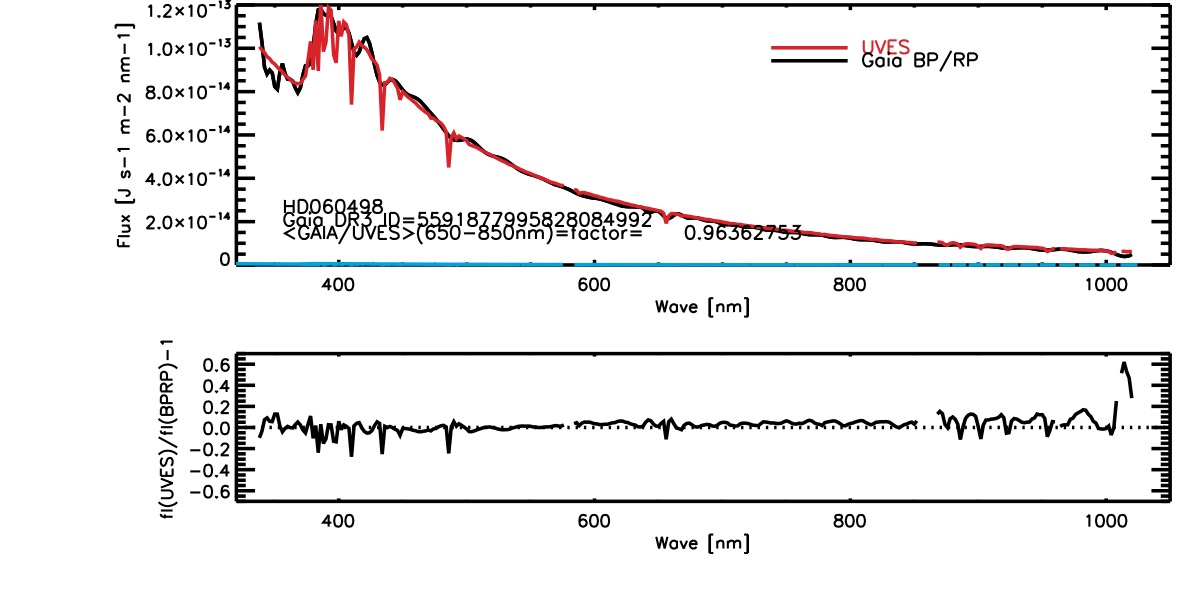 1.2×10−13
1.0×10−13
8.0×10−14
6.0×10−14
4.0×10−14
2.0×10−14
0
Flux [J s−1 m−2 nm−1]
UVES
Gaia BP/RP
HD060498
Gaia DR3 ID=5591877995828084992
<GAIA/UVES>(650−850nm)=factor= 0.96362753
400 600 800 1000
Wave [nm]
fl(UVES)/fl(BPRP)−1
0.6
0.4
0.2
0.0
−0.2
−0.4
−0.6
400 600 800 1000
Wave [nm]